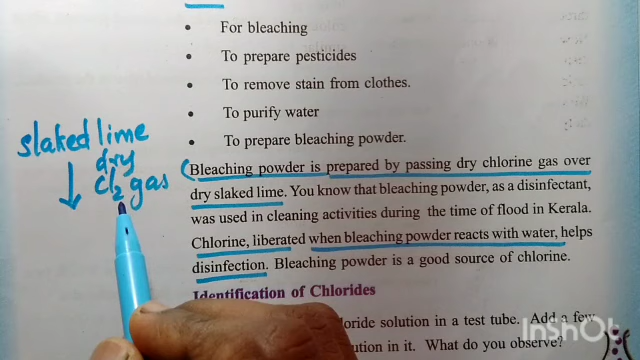 For bleaching
To prepare pesticides
To remove stain from clothes.
To purify water
To prepare bleaching powder.
slaked lime
dry
Cl2 gas
(Bleaching powder is prepared by passing dry chlorine gas over
dry slaked lime. You know that bleaching powder, as a disinfectant,
was used in cleaning activities during the time of flood in Kerala.
Chlorine, liberated when bleaching powder reacts with water, helps
disinfection. Bleaching powder is a good source of chlorine.
Identification of Chlorides
loride solution in a test tube. Add a few
ution in it. What do you observe?
InShOt